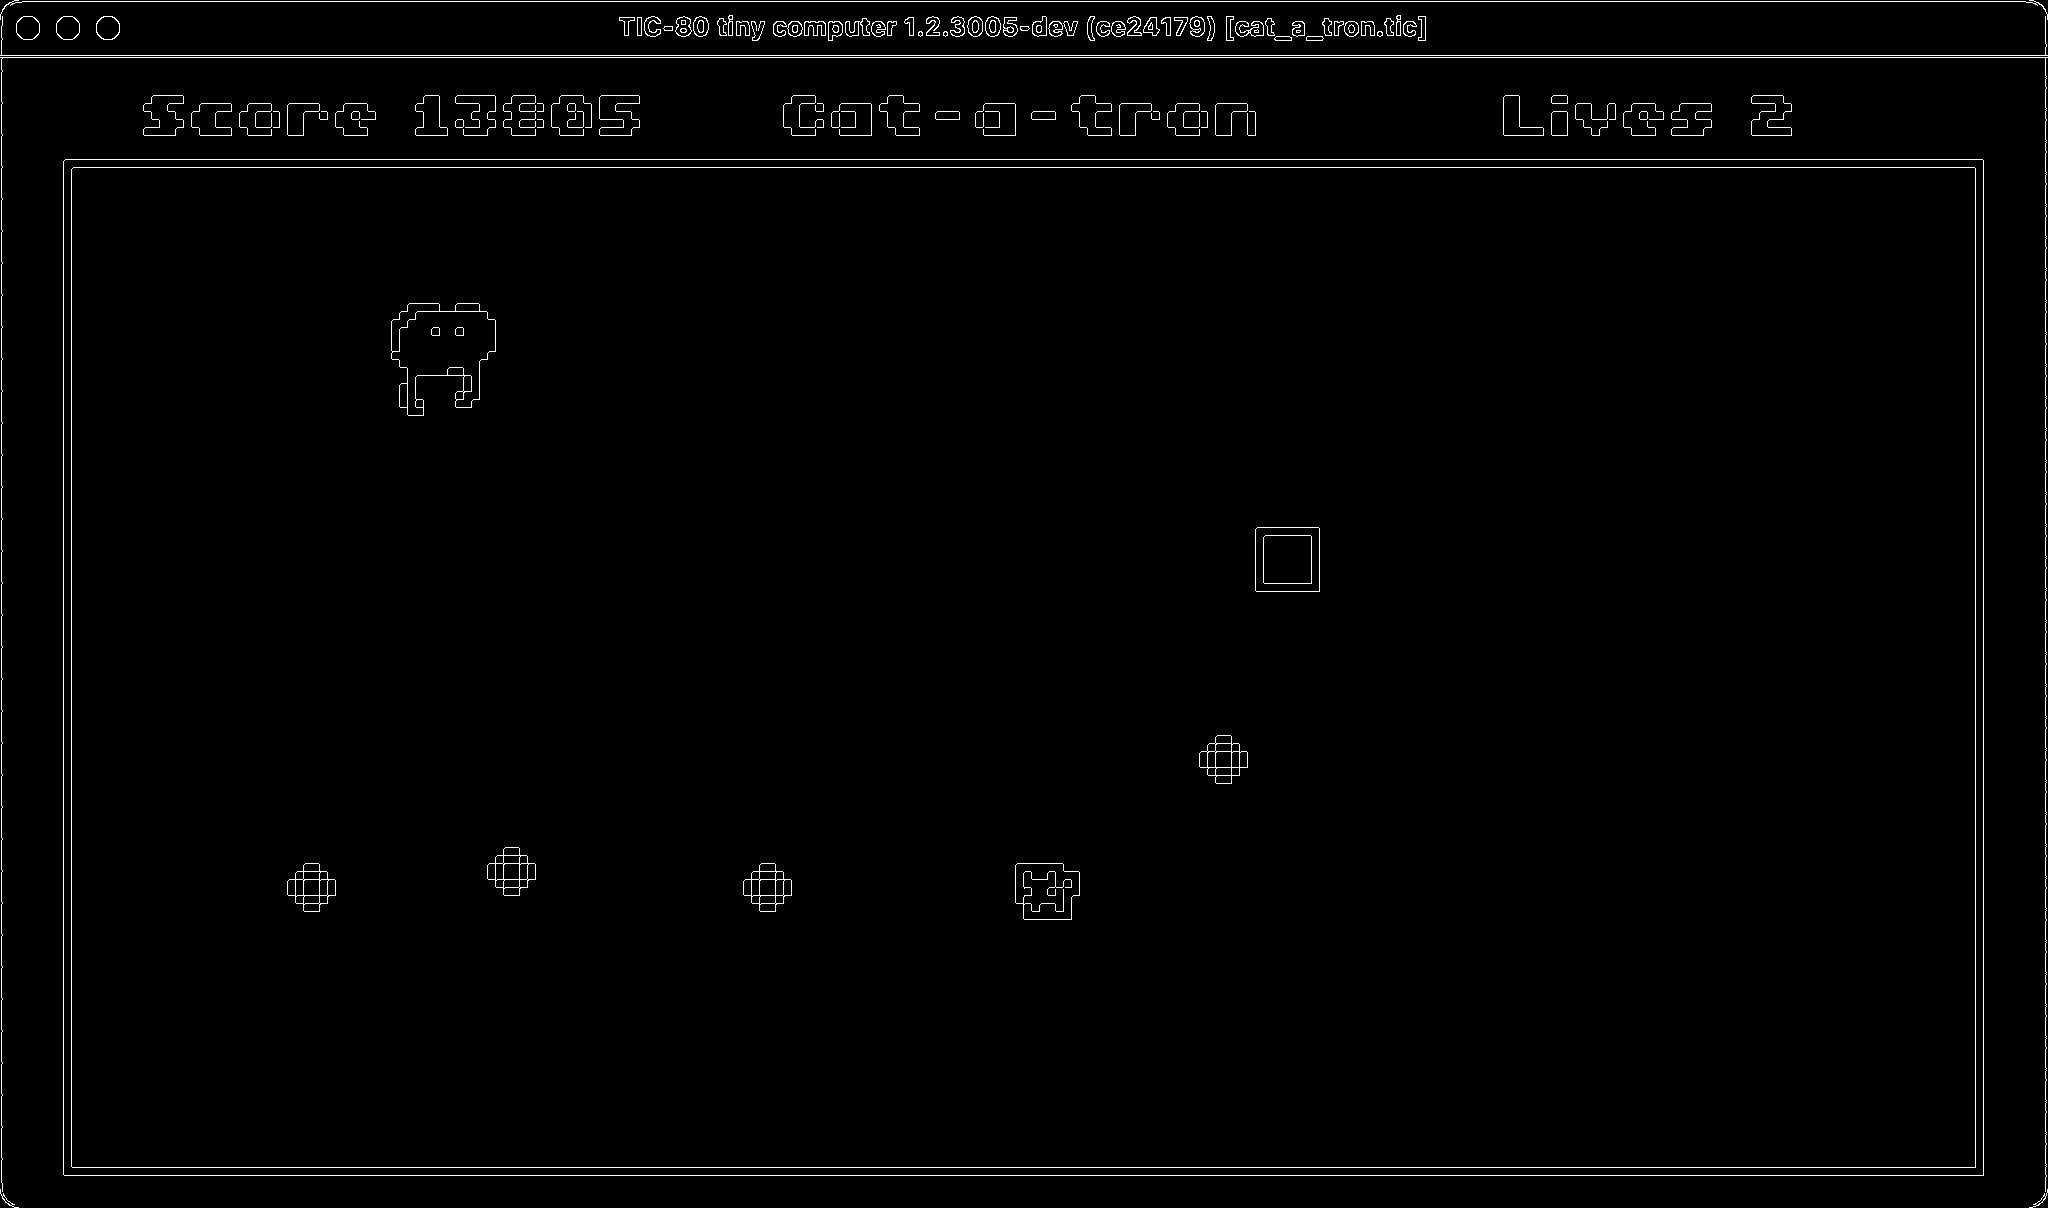 TIC-80 tiny computer 1.2.3005-dev (ce24179) [cat_a_tron.tic]
Score 13805 Cat-a-tron Lives 2